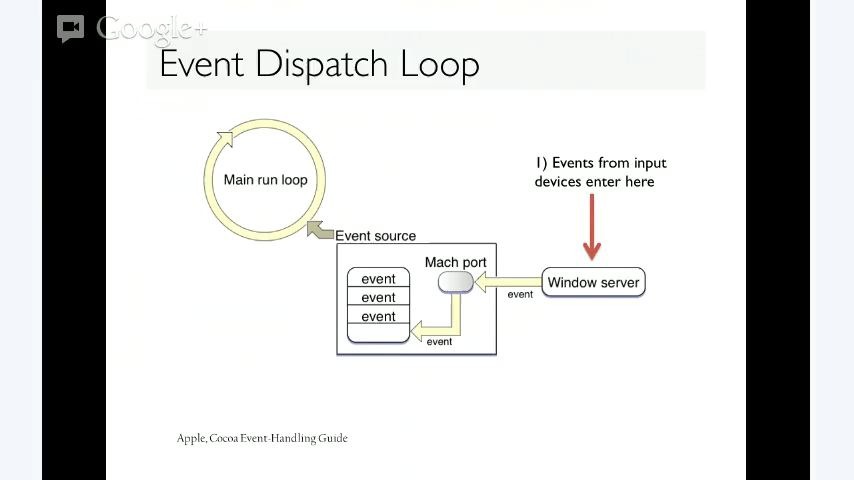 Google+
Event Dispatch Loop
1) Events from input
devices enter here
Main run loop
Event source
Mach port
event
event
event
event
event
Window server
Apple, Cocoa Event-Handling Guide